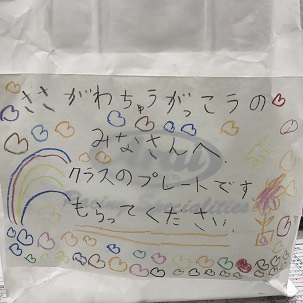 ささがわちゅうがっこうの
みなさんへ
クラスのプレートです
もらってください